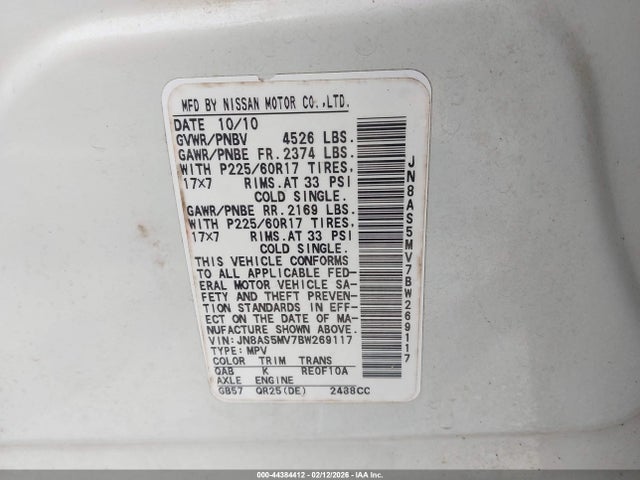 MFD BY NISSAN MOTOR CO.,LTD.
DATE 10/10
GVWR/PNBV 4526 LBS.
GAWR/PNBE FR. 2374 LBS.
WITH P225/60R17 TIRES,
17×7 RIMS.AT 33 PSI
COLD SINGLE.
GAWR/PNBE RR. 2169 LBS.
WITH P225/60R17 TIRES,
17×7 RIMS.AT 33 PSI
COLD SINGLE.
THIS VEHICLE CONFORMS
TO ALL APPLICABLE FED-
ERAL MOTOR VEHICLE SA-
FETY AND THEFT PREVEN-
TION STANDARDS IN EFF-
ECT ON THE DATE OF MA-
NUFACTURE SHOWN ABOVE.
VIN: JN8AS5MV7BW269117
TYPE: MPV
COLOR TRIM TRANS
QAB K RE0F10A
AXLE ENGINE
GB57 QR25(DE) 2488CC
JN8AS5MV7BW269117
000-44384412 | 02/12/2026 - IAA Inc.